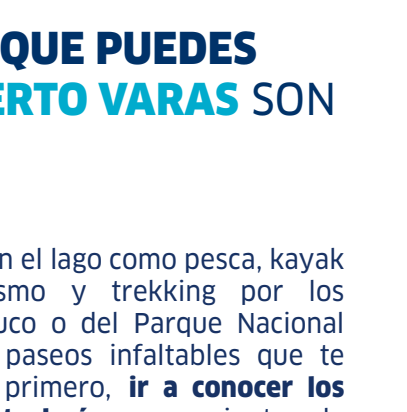 QUE PUEDES
ERTO VARAS SON
n el lago como pesca, kayak
smo y trekking por los
uco o del Parque Nacional
paseos infaltables que te
primero, ir a conocer los